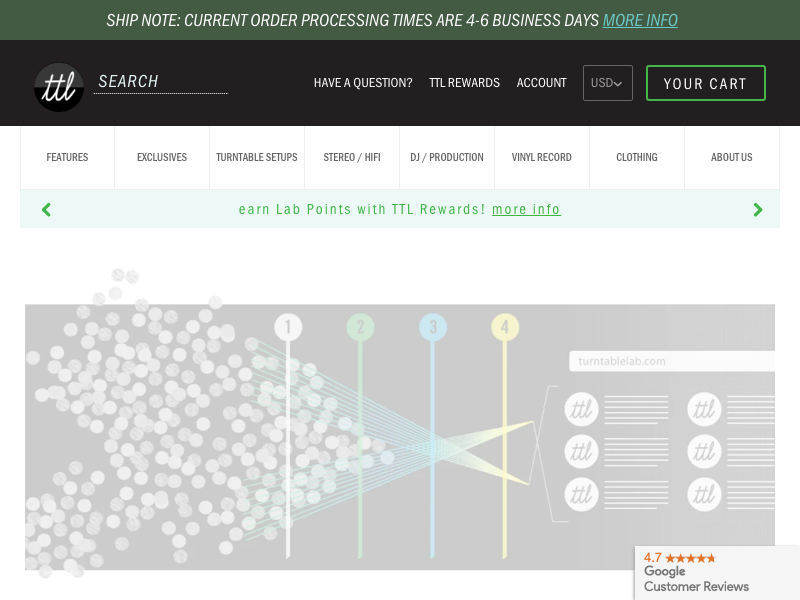 SHIP NOTE: CURRENT ORDER PROCESSING TIMES ARE 4-6 BUSINESS DAYS MORE INFO
ttl SEARCH HAVE A QUESTION? TTL REWARDS ACCOUNT USD YOUR CART
FEATURES EXCLUSIVES TURNTABLE SETUPS STEREO / HIFI DJ / PRODUCTION VINYL RECORD CLOTHING ABOUT US
earn Lab Points with TTL Rewards! more info
1 2 3 4
turntablelab.com
ttl ttl
ttl ttl
ttl ttl
4.7
Google
Customer Reviews